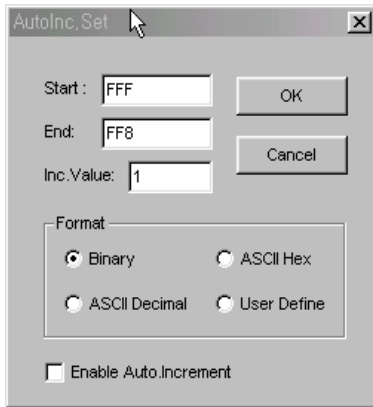 AutoInc,Set
Start : FFF
OK
End: FF8
Cancel
Inc.Value: 1
Format
Binary
ASCII Hex
ASCII Decimal
User Define
Enable Auto.Increment